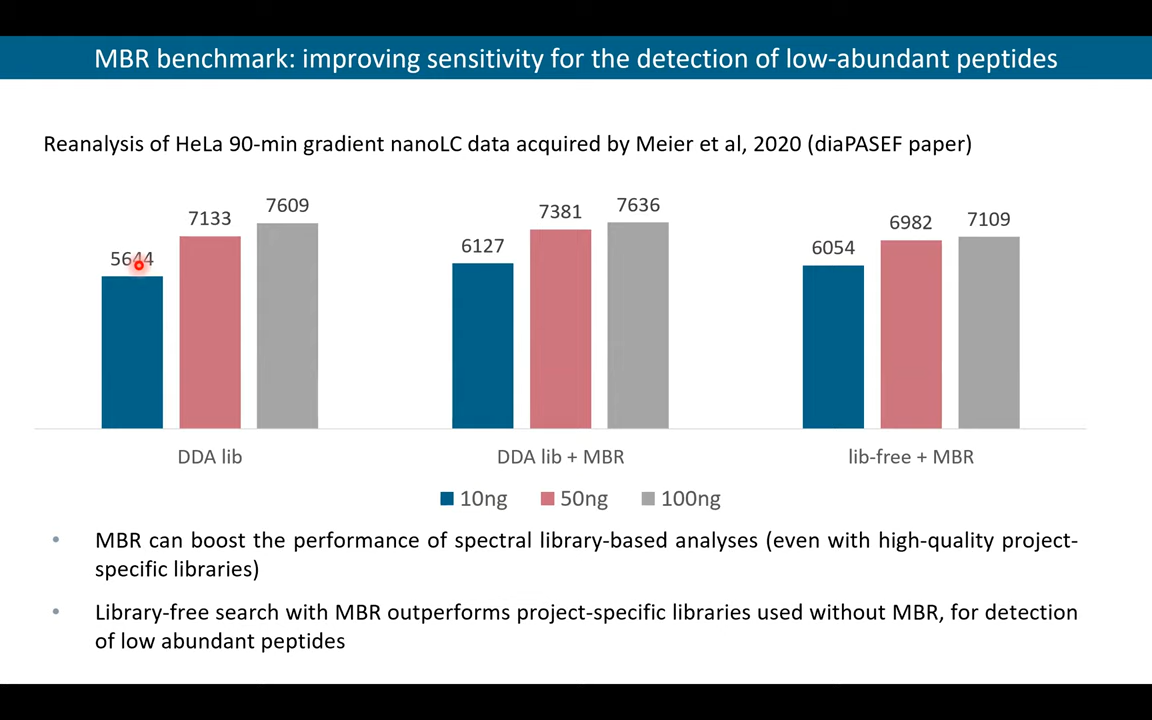 MBR benchmark: improving sensitivity for the detection of low-abundant peptides
Reanalysis of HeLa 90-min gradient nanoLC data acquired by Meier et al, 2020 (diaPASEF paper)
5644
7133
7609
6127
7381
7636
6054
6982
7109
DDA lib
DDA lib + MBR
lib-free + MBR
10ng
50ng
100ng
• MBR can boost the performance of spectral library-based analyses (even with high-quality project-
specific libraries)
• Library-free search with MBR outperforms project-specific libraries used without MBR, for detection
of low abundant peptides